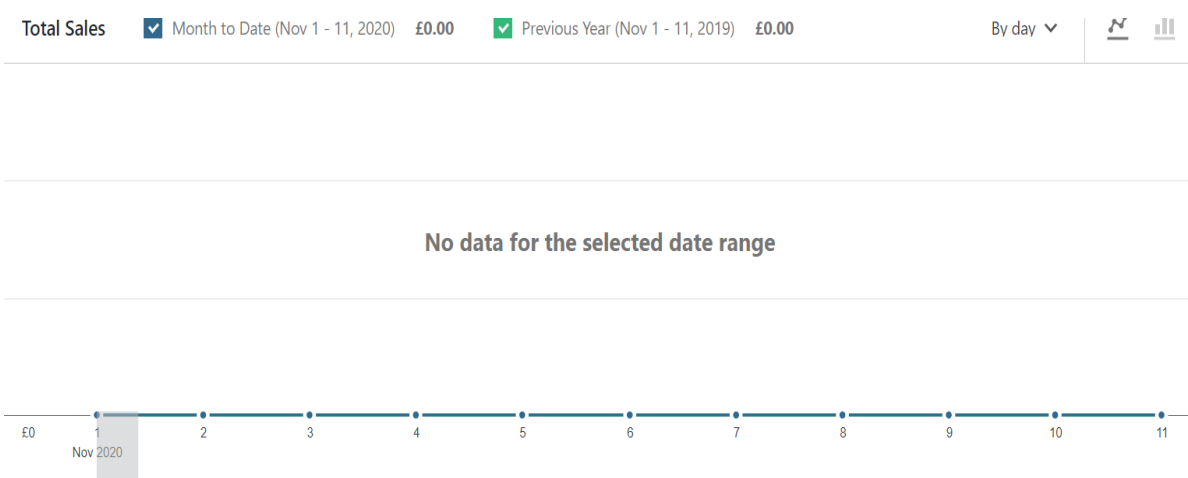 Total Sales Month to Date (Nov 1 - 11, 2020) £0.00 Previous Year (Nov 1 - 11, 2019) £0.00 By day
No data for the selected date range
£0 1 2 3 4 5 6 7 8 9 10 11
Nov 2020